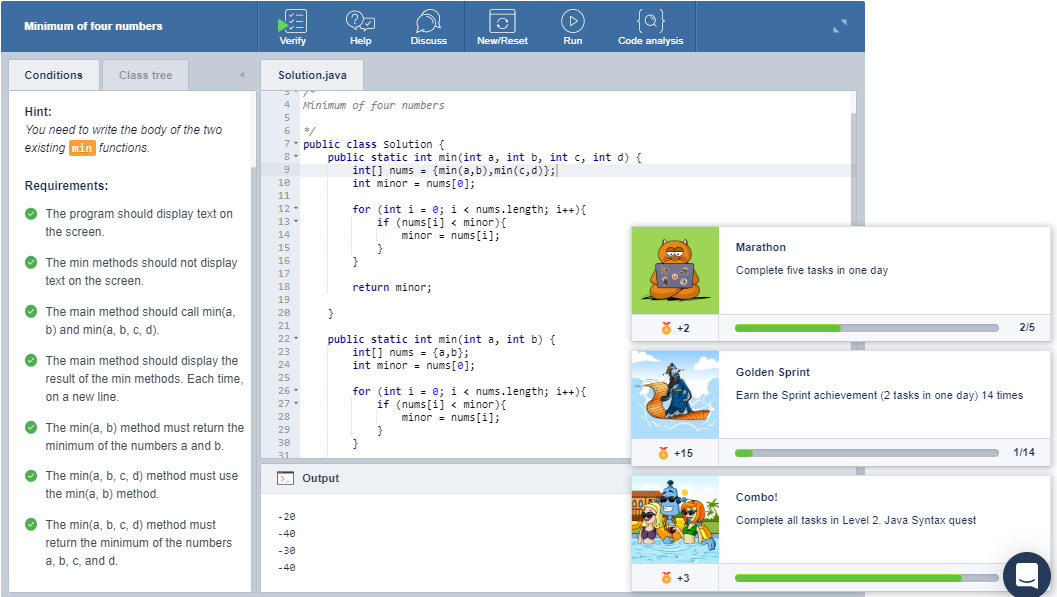 Minimum of four numbers
Verify
Help
Discuss
New/Reset
Run
Code analysis
Conditions
Class tree
Hint:
You need to write the body of the two
existing min functions.
Requirements:
The program should display text on
the screen.
The min methods should not display
text on the screen.
The main method should call min(a,
b) and min(a, b, c, d).
The main method should display the
result of the min methods. Each time,
on a new line.
The min(a, b) method must return the
minimum of the numbers a and b.
The min(a, b, c, d) method must use
the min(a, b) method.
The min(a, b, c, d) method must
return the minimum of the numbers
a, b, c, and d.
Solution.java
3 /*
4 Minimum of four numbers
5
6 */
7 public class Solution {
8 public static int min(int a, int b, int c, int d) {
9 int[] nums = {min(a,b),min(c,d)};
10 int minor = nums[0];
11
12 for (int i = 0; i < nums.length; i++){
13 if (nums[i] < minor){
14 minor = nums[i];
15 }
16 }
17
18 return minor;
19
20 }
21
22 public static int min(int a, int b) {
23 int[] nums = {a,b};
24 int minor = nums[0];
25
26 for (int i = 0; i < nums.length; i++){
27 if (nums[i] < minor){
28 minor = nums[i];
29 }
30 }
31
Output
-20
-40
-30
-40
Marathon
Complete five tasks in one day
+2
2/5
Golden Sprint
Earn the Sprint achievement (2 tasks in one day) 14 times
+15
1/14
Combo!
Complete all tasks in Level 2. Java Syntax quest
+3